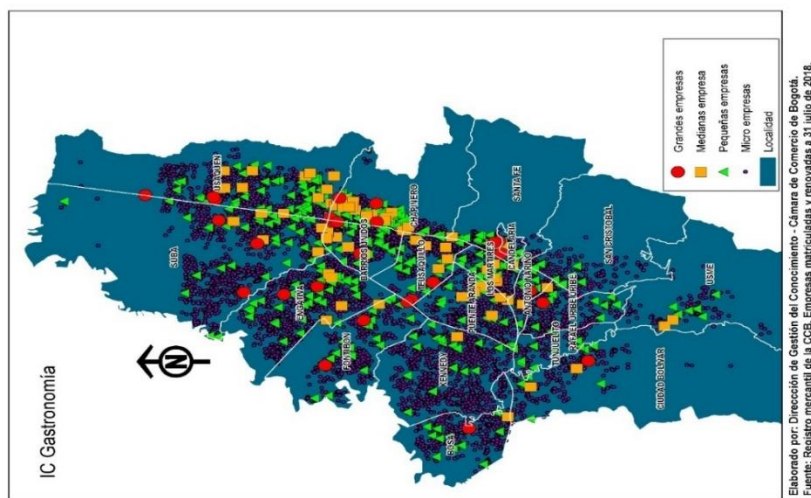 IC Gastronomía
N
Grandes empresas
Medianas empresa
Pequeñas empresas
Micro empresas
Localidad
USAQUEN
SUBA
ENGATIVA
BARRIOS UNIDOS
CHAPINERO
FONTIBON
TEUSAQUILLO
SANTA FE
KENNEDY
PUENTE ARANDA
LOS MARTIRES
CANDELARIA
ANTONIO NARIÑO
BOSA
TUNJUELITO
RAFAEL URIBE URIBE
SAN CRISTOBAL
CIUDAD BOLIVAR
USME
Elaborado por: Direccción de Gestión del Conocimiento - Cámara de Comercio de Bogotá.
Fuente: Registro mercantil de la CCB. Empresas matriculadas y renovadas a 31 julio de 2018.